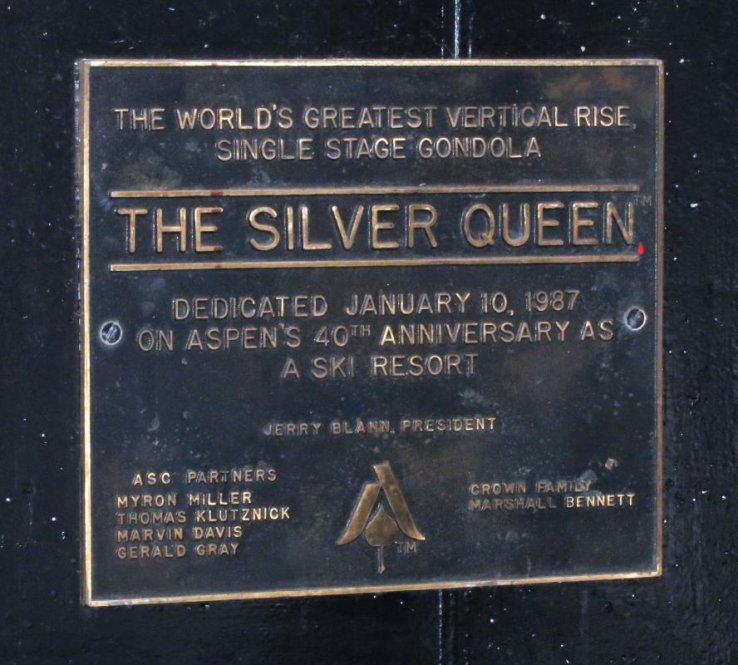 THE WORLD'S GREATEST VERTICAL RISE
SINGLE STAGE GONDOLA
THE SILVER QUEEN™
DEDICATED JANUARY 10, 1987
ON ASPEN'S 40TH ANNIVERSARY AS
A SKI RESORT
JERRY BLANN, PRESIDENT
ASC PARTNERS
MYRON MILLER
THOMAS KLUTZNICK
MARVIN DAVIS
GERALD GRAY
TM
CROWN FAMILY
MARSHALL BENNETT